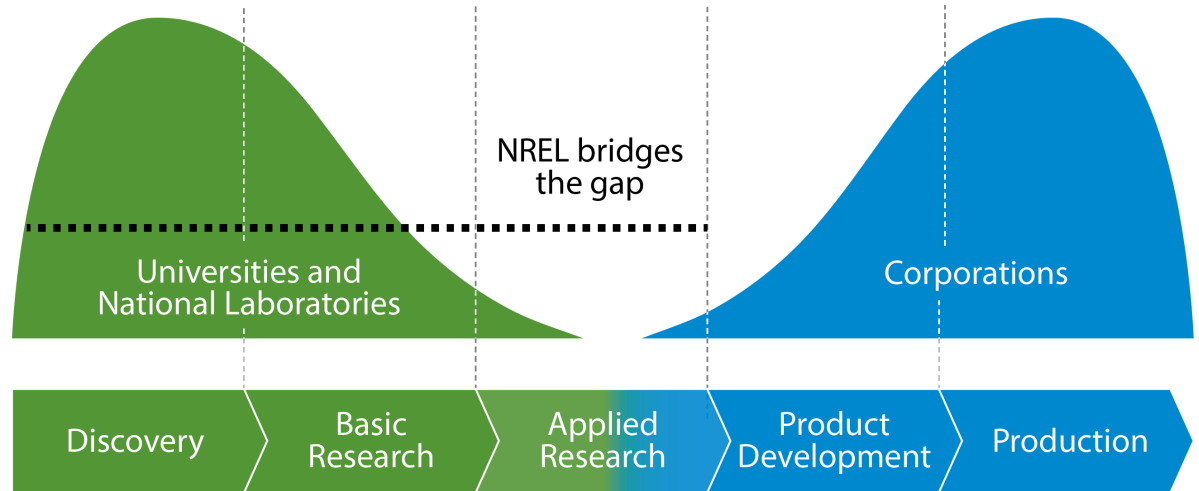 NREL bridges
the gap
Universities and
National Laboratories
Corporations
Discovery
Basic
Research
Applied
Research
Product
Development
Production